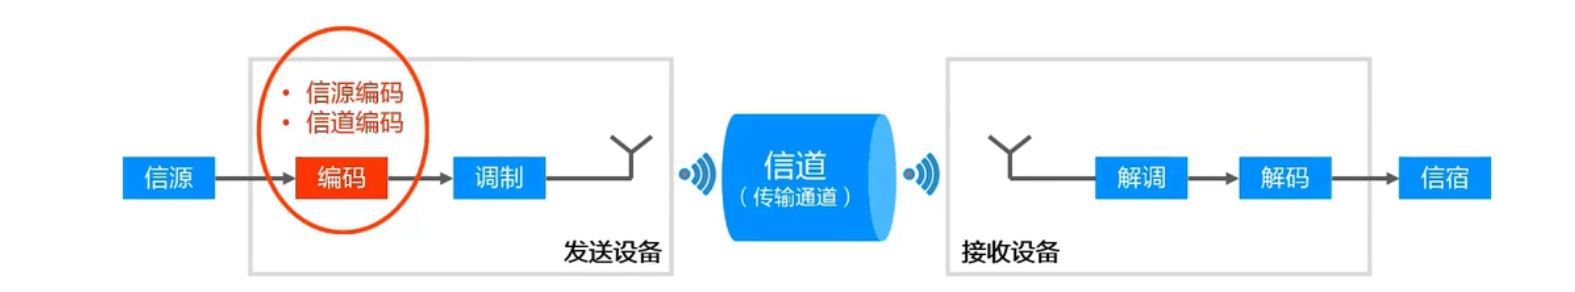 • 信源编码
• 信道编码
信源
编码
调制
发送设备
信道
（传输通道）
接收设备
解调
解码
信宿